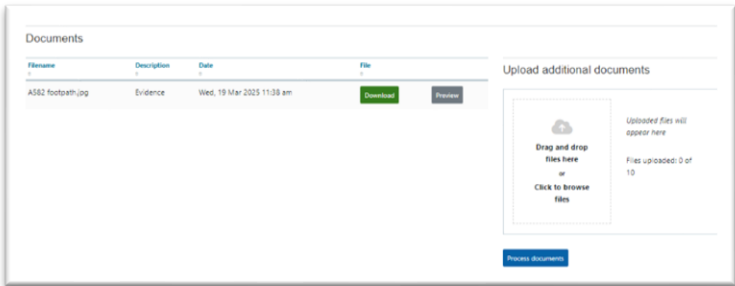 Documents
Filename Description Date File
A582 footpath.jpg Evidence Wed, 19 Mar 2025 11:38 am Download Preview
Upload additional documents
Drag and drop
files here
or
Click to browse
files
Uploaded files will
appear here
Files uploaded: 0 of
10
Process documents